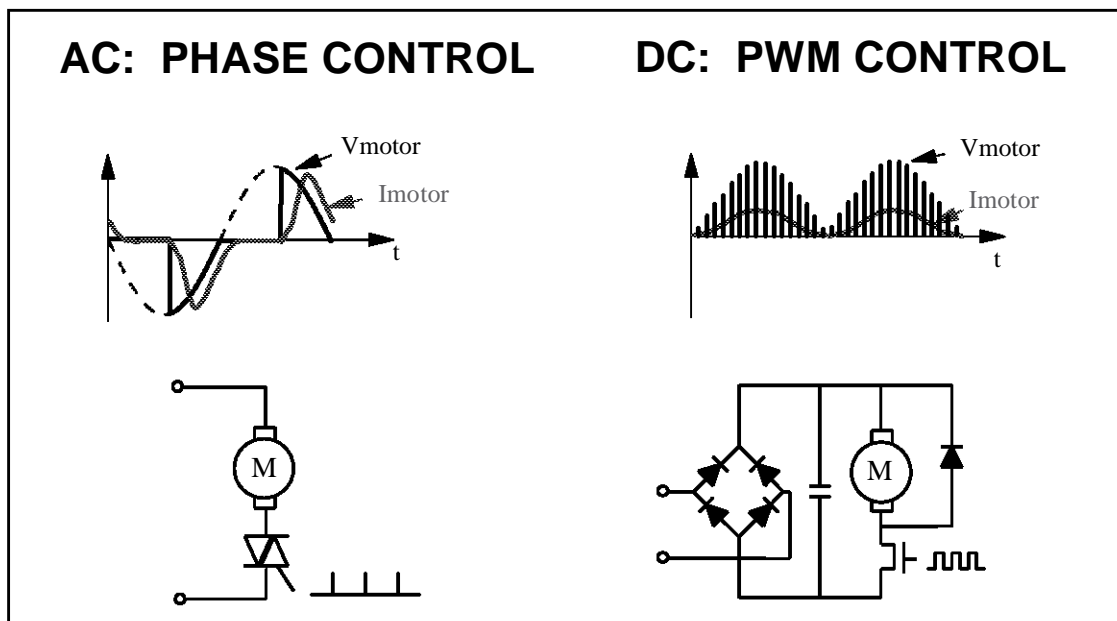 AC: PHASE CONTROL
Vmotor
Imotor
t
M
DC: PWM CONTROL
Vmotor
Imotor
t
M